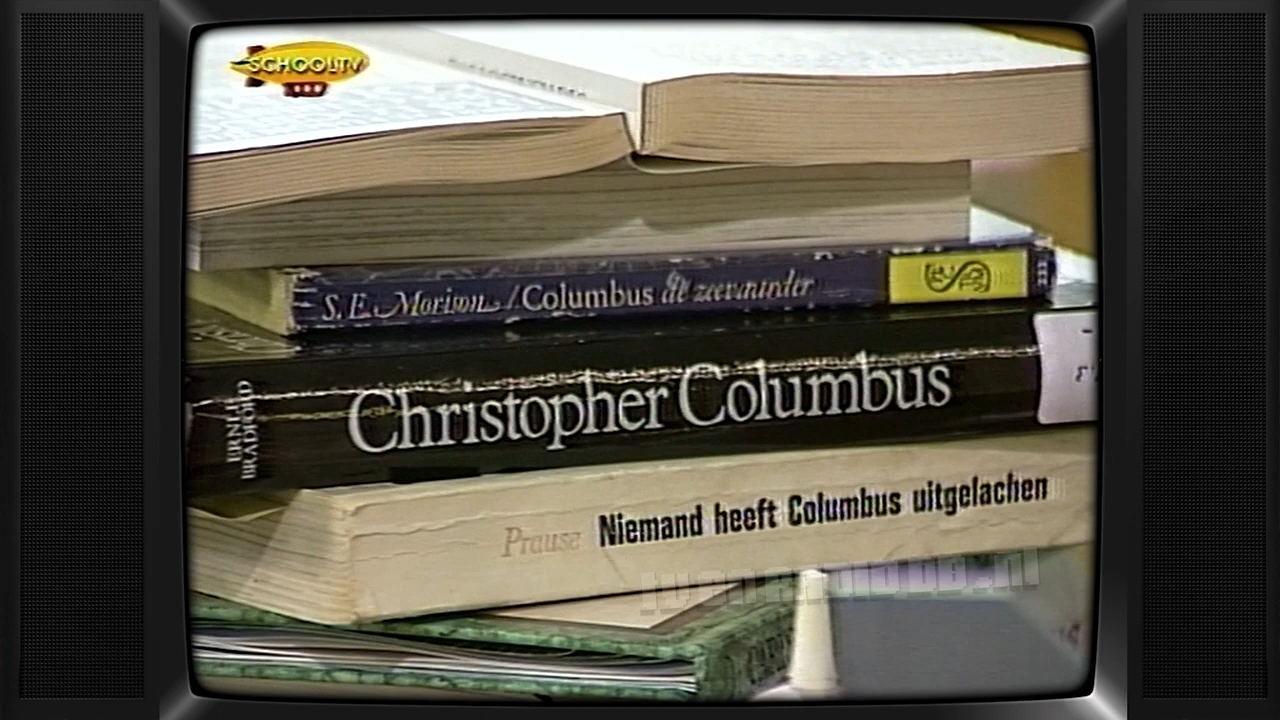 SCHOOLTV
S. E. Morison / Columbus de zeevaarder
ERNLE BRADFORD
Christopher Columbus
Prause Niemand heeft Columbus uitgelachen